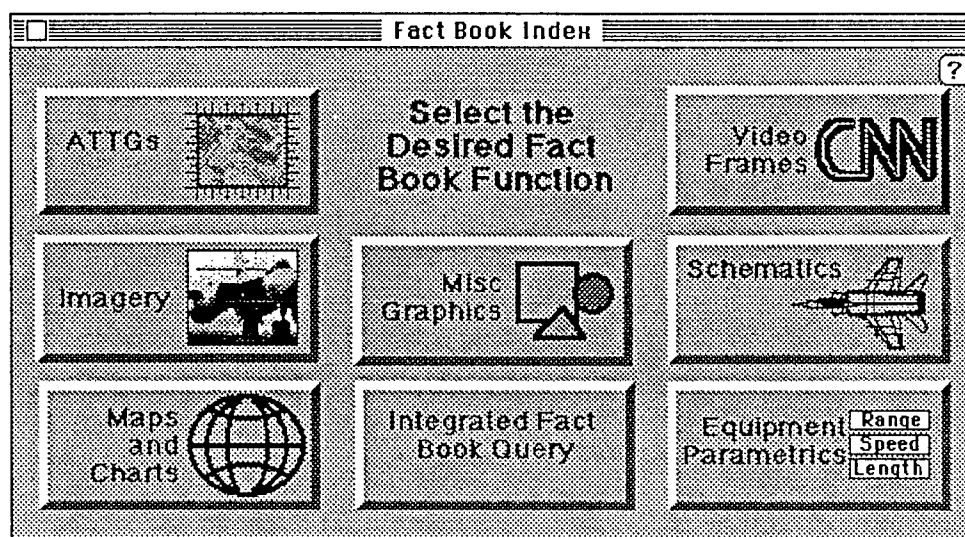 Fact Book Index
?
ATTGs
Select the
Desired Fact
Book Function
Video
Frames
CNN
Imagery
Misc
Graphics
Schematics
Maps
and
Charts
Integrated Fact
Book Query
Equipment
Parametrics
Range
Speed
Length